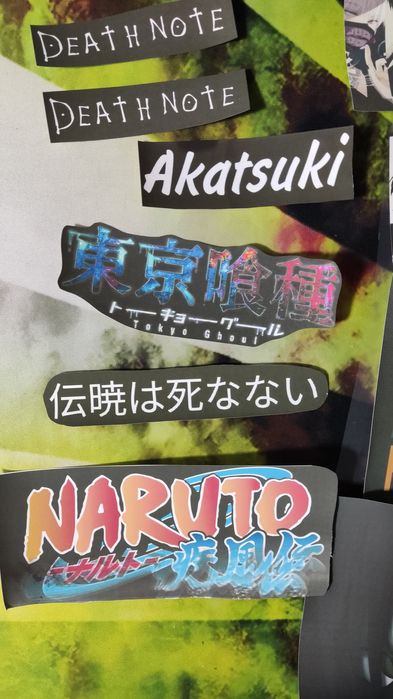 DEATH NOTE
DEATH NOTE
Akatsuki
東京喰種
トーキョーグール
Tokyo Ghoul
伝暁は死なない
NARUTO
-ナルト-疾風伝